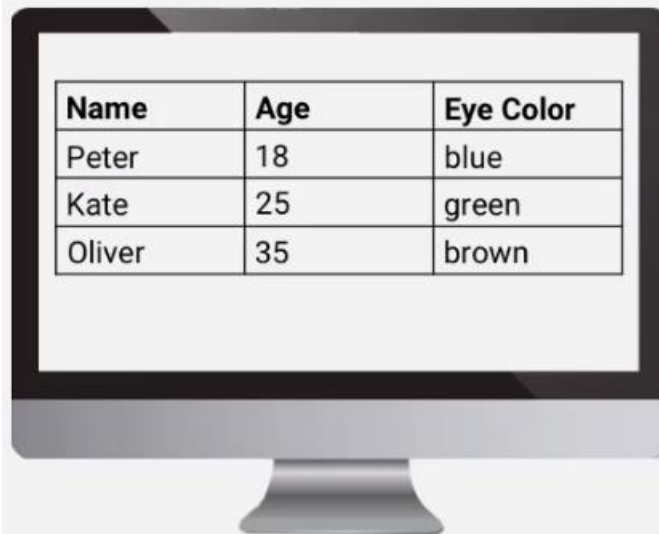 Name Age Eye Color
Peter 18 blue
Kate 25 green
Oliver 35 brown